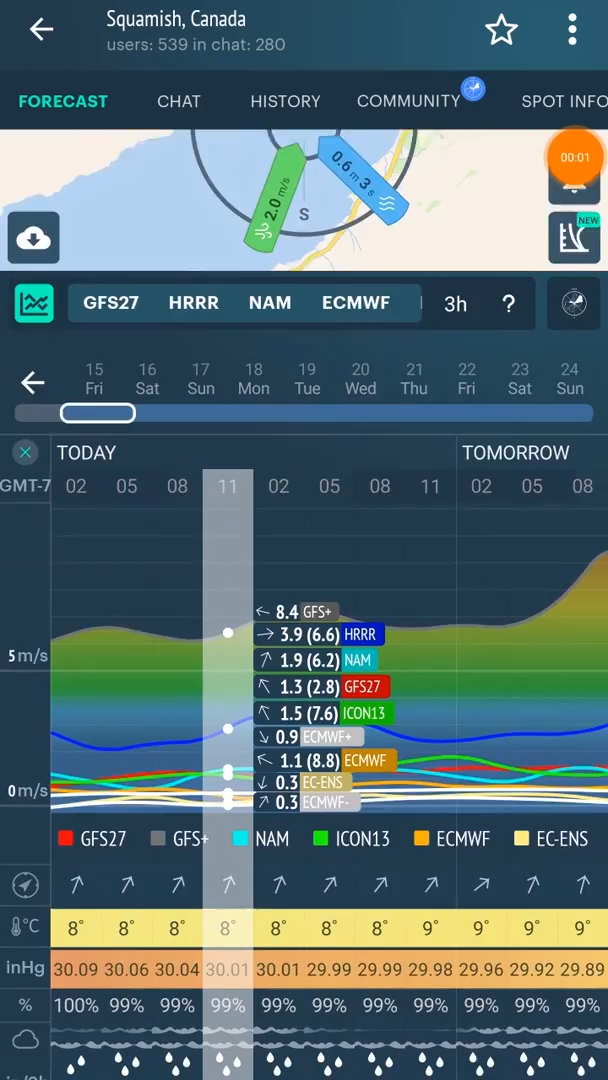 Squamish, Canada
users: 539 in chat: 280
FORECAST CHAT HISTORY COMMUNITY SPOT INFO
00:01
0.6 m 3 s
2.0 m/s
S
NEW
GFS27 HRRR NAM ECMWF 3h ?
15 16 17 18 19 20 21 22 23 24
Fri Sat Sun Mon Tue Wed Thu Fri Sat Sun
TODAY TOMORROW
GMT-7 02 05 08 11 02 05 08 11 02 05 08
8.4 GFS+
3.9 (6.6) HRRR
1.9 (6.2) NAM
5 m/s
1.3 (2.8) GFS27
1.5 (7.6) ICON13
0.9 ECMWF+
1.1 (8.8) ECMWF
0.3 EC-ENS
0 m/s
0.3 ECMWF-
GFS27 GFS+ NAM ICON13 ECMWF EC-ENS
°C 8° 8° 8° 8° 8° 8° 8° 9° 9° 9° 9°
inHg 30.09 30.06 30.04 30.01 30.01 29.99 29.99 29.98 29.96 29.92 29.89
% 100% 99% 99% 99% 99% 99% 99% 99% 99% 99% 99%